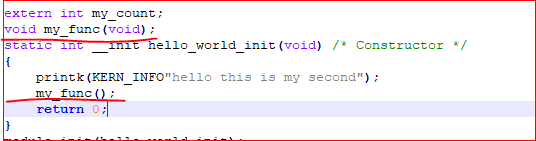 extern int my_count;
void my_func(void);
static int __init hello_world_init(void) /* Constructor */
{
    printk(KERN_INFO"hello this is my second");
    my_func();
    return 0;
}
module_init(hello_world_init);